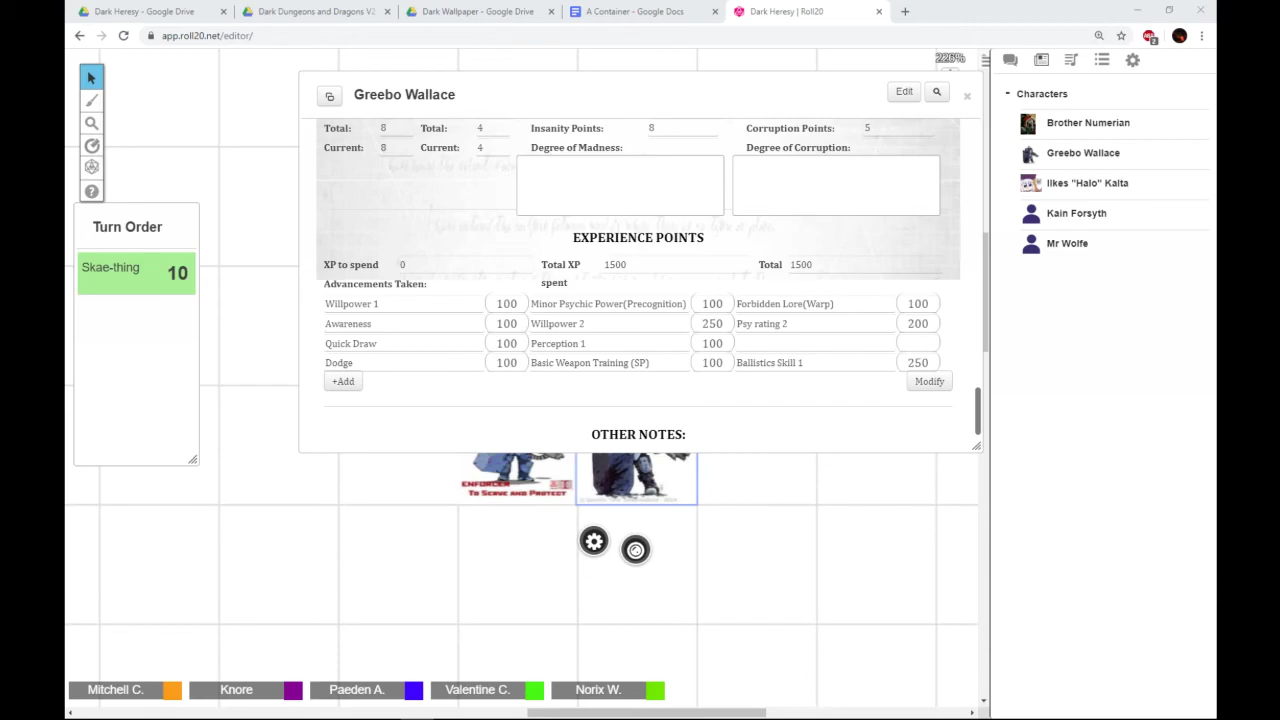 Dark Heresy - Google Drive
Dark Dungeons and Dragons V2
Dark Wallpaper - Google Drive
A Container - Google Docs
Dark Heresy | Roll20
app.roll20.net/editor/
2
226%
Greebo Wallace
Edit
Total: 8 Total: 4 Insanity Points: 8 Corruption Points: 5
Current: 8 Current: 4 Degree of Madness: Degree of Corruption:
EXPERIENCE POINTS
XP to spend 0 Total XP 1500 Total 1500
spent
Advancements Taken:
Willpower 1 100 Minor Psychic Power(Precognition) 100 Forbidden Lore(Warp) 100
Awareness 100 Willpower 2 250 Psy rating 2 200
Quick Draw 100 Perception 1 100
Dodge 100 Basic Weapon Training (SP) 100 Ballistics Skill 1 250
+Add Modify
OTHER NOTES:
Turn Order
Skae-thing 10
ENFORCER
TO SERVE AND PROTECT
Characters
Brother Numerian
Greebo Wallace
Ilkes "Halo" Kalta
Kain Forsyth
Mr Wolfe
Mitchell C. Knore Paeden A. Valentine C. Norix W.